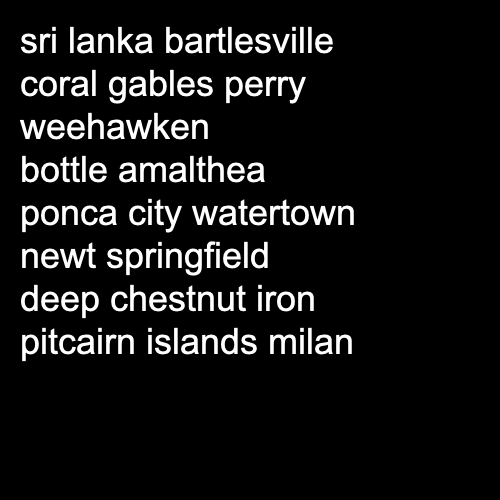 sri lanka bartlesville
coral gables perry
weehawken
bottle amalthea
ponca city watertown
newt springfield
deep chestnut iron
pitcairn islands milan